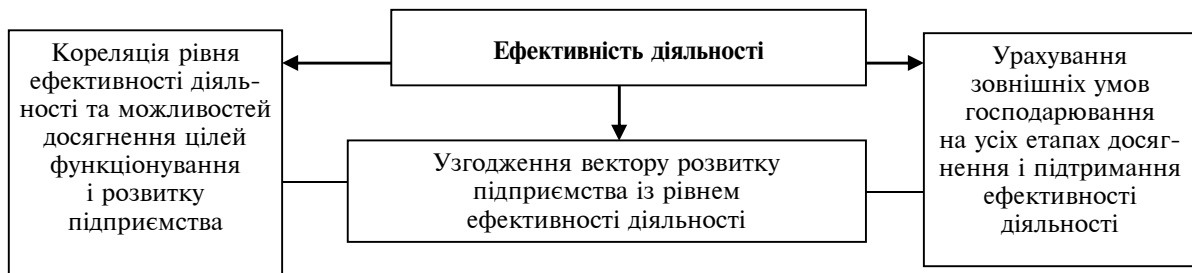 Ефективність діяльності
Кореляція рівня
ефективності діяль-
ності та можливостей
досягнення цілей
функціонування
і розвитку
підприємства
Узгодження вектору розвитку
підприємства із рівнем
ефективності діяльності
Урахування
зовнішніх умов
господарювання
на усіх етапах досяг-
нення і підтримання
ефективності
діяльності